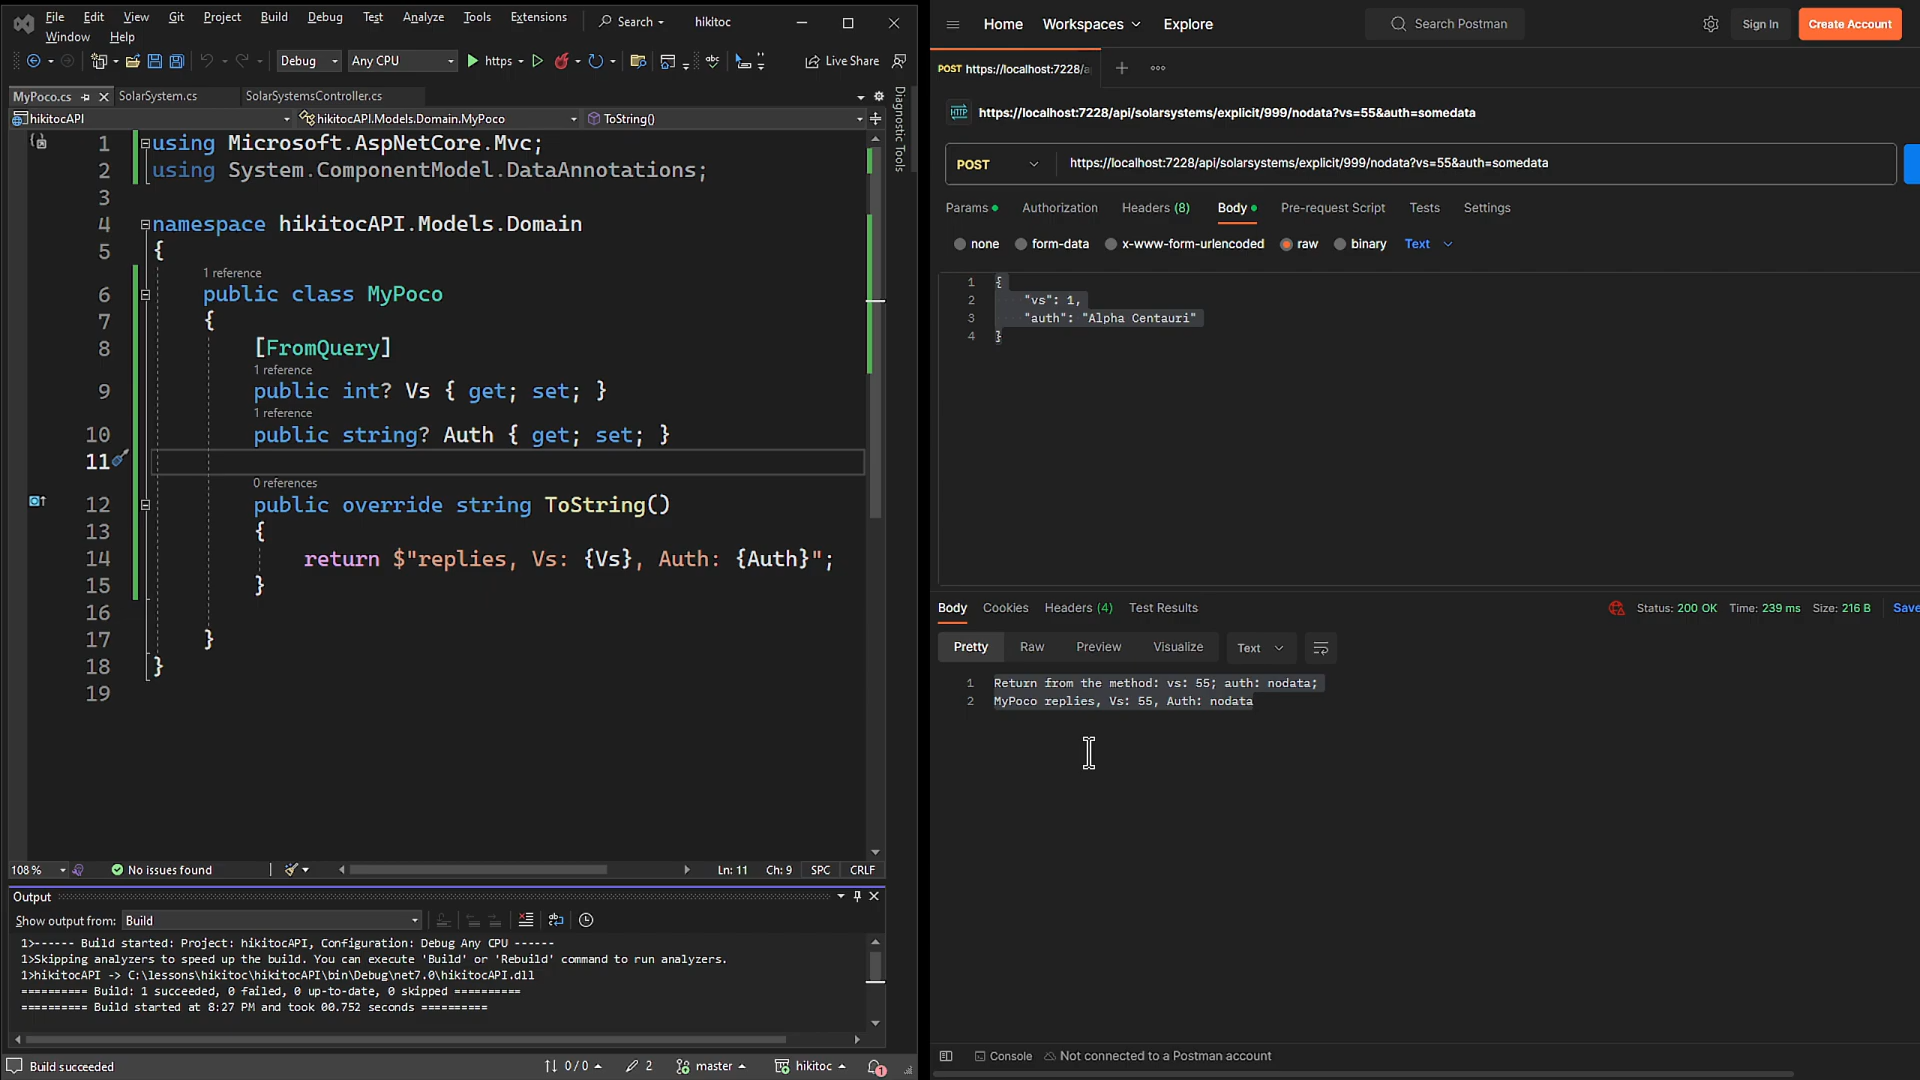 File Edit View Git Project Build Debug Test Analyze Tools Extensions Search hikitoc
Window Help
Debug Any CPU https Live Share
MyPoco.cs SolarSystem.cs SolarSystemsController.cs
hikitocAPI hikitocAPI.Models.Domain.MyPoco ToString()
Diagnostic Tools
1 using Microsoft.AspNetCore.Mvc;
2 using System.ComponentModel.DataAnnotations;
3
4 namespace hikitocAPI.Models.Domain
5 {
1 reference
6 public class MyPoco
7 {
8 [FromQuery]
1 reference
9 public int? Vs { get; set; }
1 reference
10 public string? Auth { get; set; }
11
0 references
12 public override string ToString()
13 {
14 return $"replies, Vs: {Vs}, Auth: {Auth}";
15 }
16
17 }
18 }
19
108 % No issues found Ln: 11 Ch: 9 SPC CRLF
Output
Show output from: Build
1>------ Build started: Project: hikitocAPI, Configuration: Debug Any CPU ------
1>Skipping analyzers to speed up the build. You can execute 'Build' or 'Rebuild' command to run analyzers.
1>hikitocAPI -> C:\lessons\hikitoc\hikitocAPI\bin\Debug\net7.0\hikitocAPI.dll
========== Build: 1 succeeded, 0 failed, 0 up-to-date, 0 skipped ==========
========== Build started at 8:27 PM and took 00.752 seconds ==========
Build succeeded 0 / 0 2 master hikitoc 1
Home Workspaces Explore Search Postman Sign In Create Account
POST https://localhost:7228/a
HTTP https://localhost:7228/api/solarsystems/explicit/999/nodata?vs=55&auth=somedata
POST https://localhost:7228/api/solarsystems/explicit/999/nodata?vs=55&auth=somedata
Params Authorization Headers (8) Body Pre-request Script Tests Settings
none form-data x-www-form-urlencoded raw binary Text
1 {
2 "vs": 1,
3 "auth": "Alpha Centauri"
4 }
Body Cookies Headers (4) Test Results Status: 200 OK Time: 239 ms Size: 216 B Save
Pretty Raw Preview Visualize Text
1 Return from the method: vs: 55; auth: nodata;
2 MyPoco replies, Vs: 55, Auth: nodata
Console Not connected to a Postman account